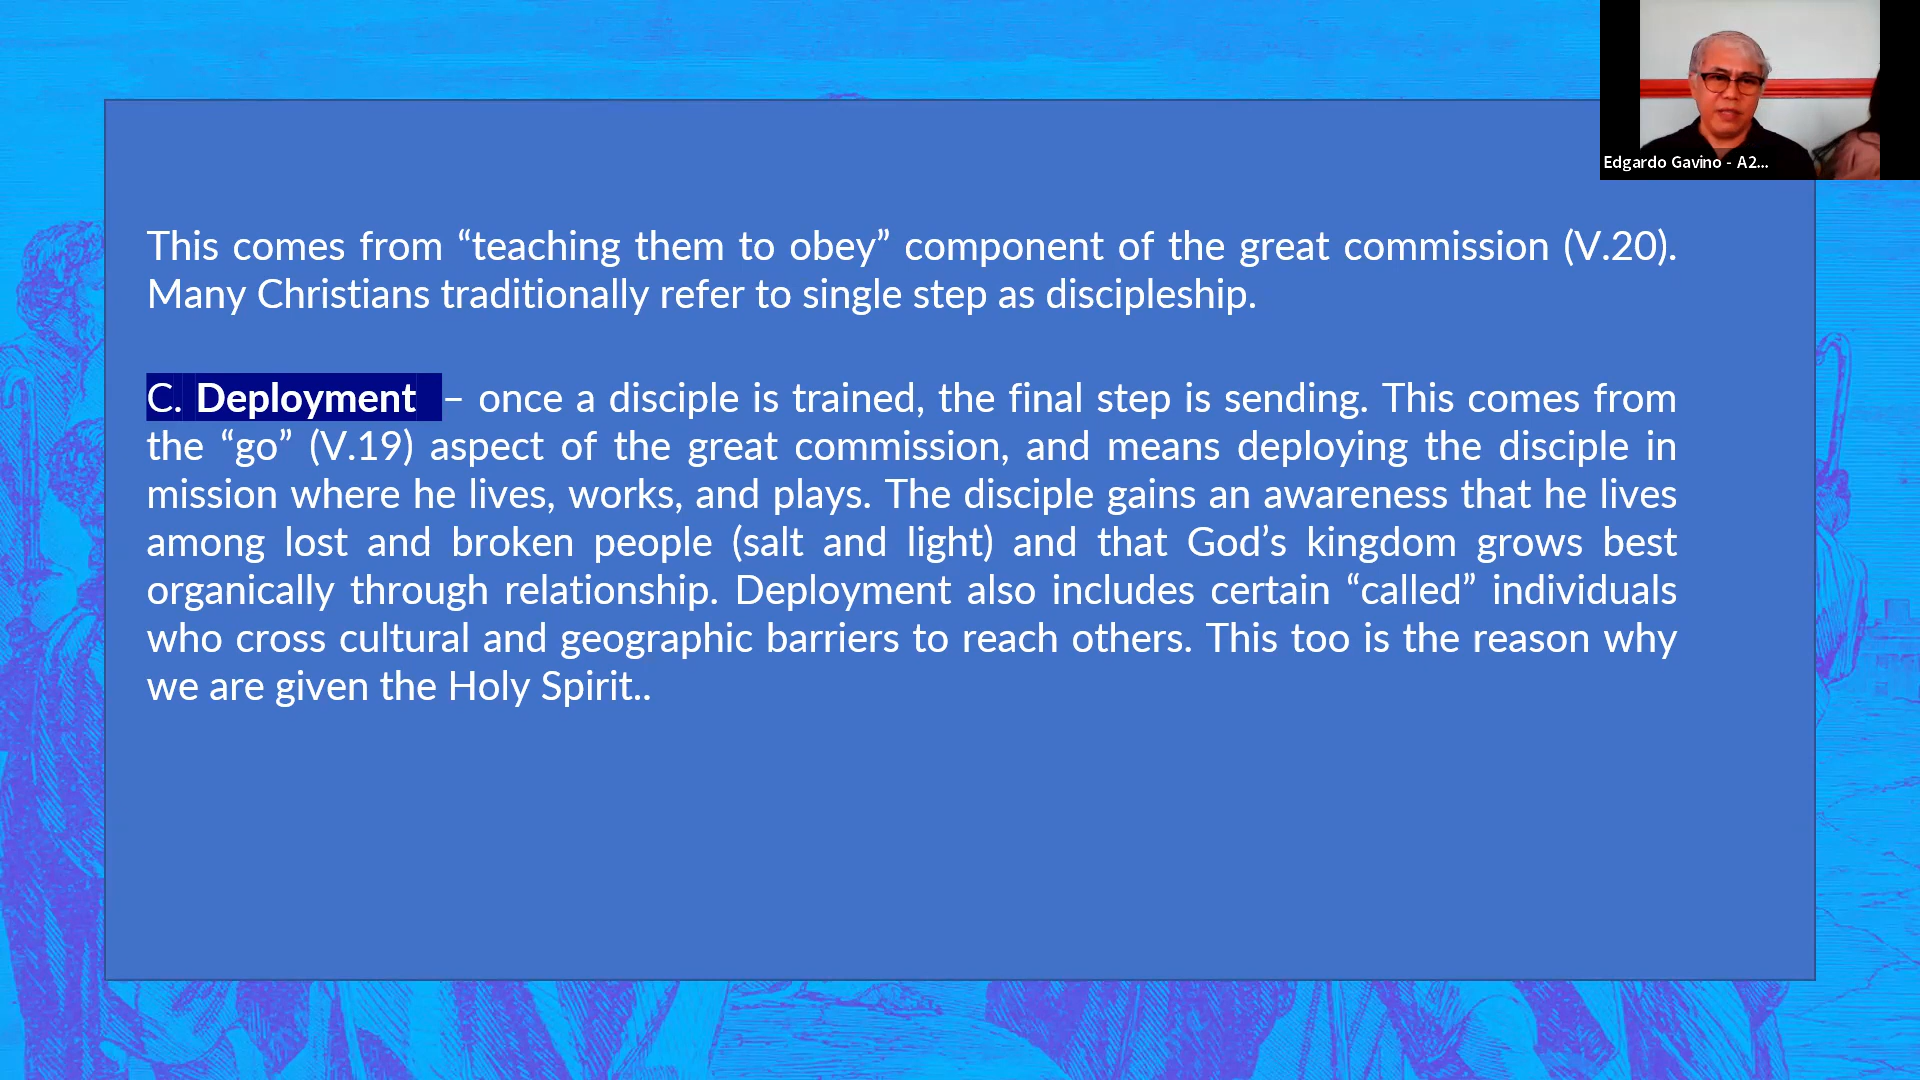 Edgardo Gavino - A2...
This comes from “teaching them to obey” component of the great commission (V.20).
Many Christians traditionally refer to single step as discipleship.
C. Deployment – once a disciple is trained, the final step is sending. This comes from
the “go” (V.19) aspect of the great commission, and means deploying the disciple in
mission where he lives, works, and plays. The disciple gains an awareness that he lives
among lost and broken people (salt and light) and that God’s kingdom grows best
organically through relationship. Deployment also includes certain “called” individuals
who cross cultural and geographic barriers to reach others. This too is the reason why
we are given the Holy Spirit..